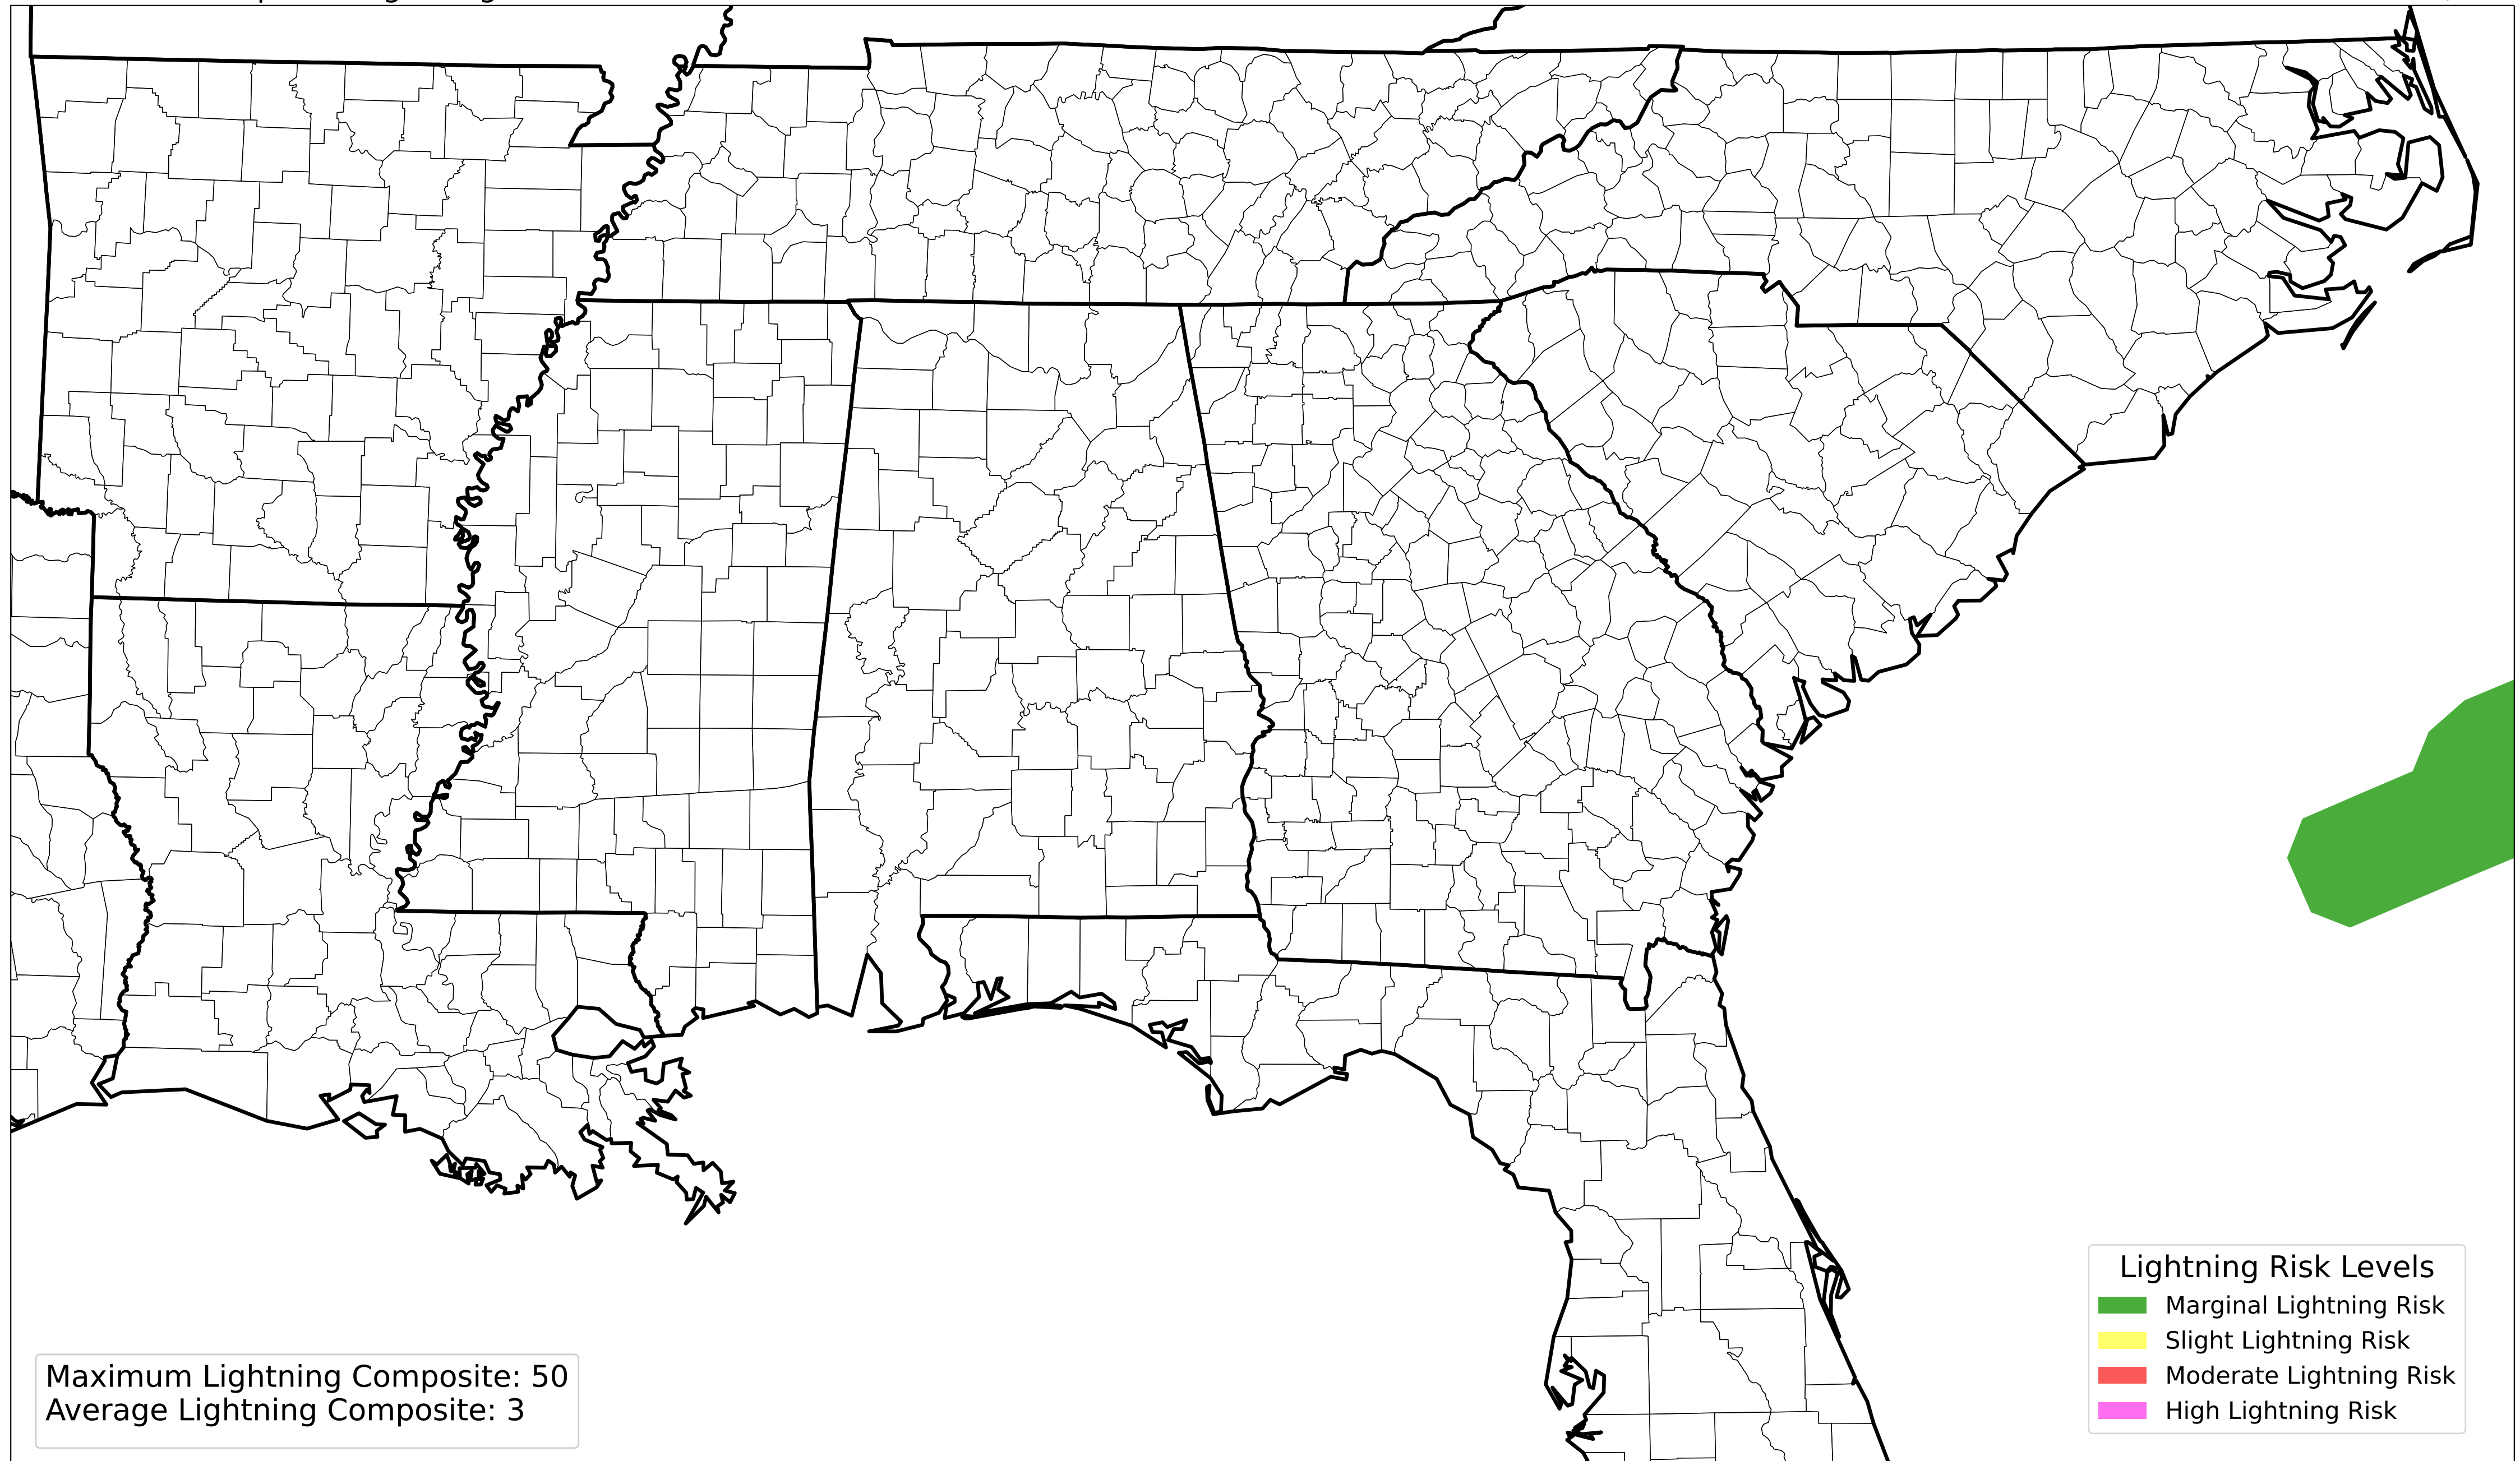 Maximum Lightning Composite: 50
Average Lightning Composite: 3
Lightning Risk Levels
Marginal Lightning Risk
Slight Lightning Risk
Moderate Lightning Risk
High Lightning Risk